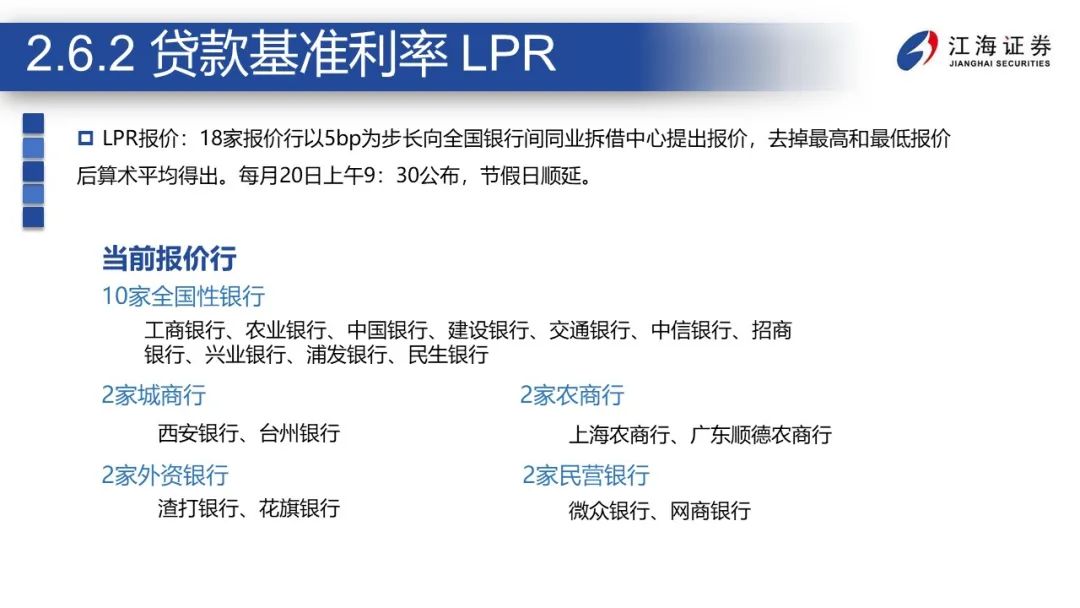 2.6.2 贷款基准利率 LPR
江海证券
JIANGHAI SECURITIES
LPR报价：18家报价行以5bp为步长向全国银行间同业拆借中心提出报价，去掉最高和最低报价
后算术平均得出。每月20日上午9：30公布，节假日顺延。
当前报价行
10家全国性银行
工商银行、农业银行、中国银行、建设银行、交通银行、中信银行、招商
银行、兴业银行、浦发银行、民生银行
2家城商行
西安银行、台州银行
2家农商行
上海农商行、广东顺德农商行
2家外资银行
渣打银行、花旗银行
2家民营银行
微众银行、网商银行